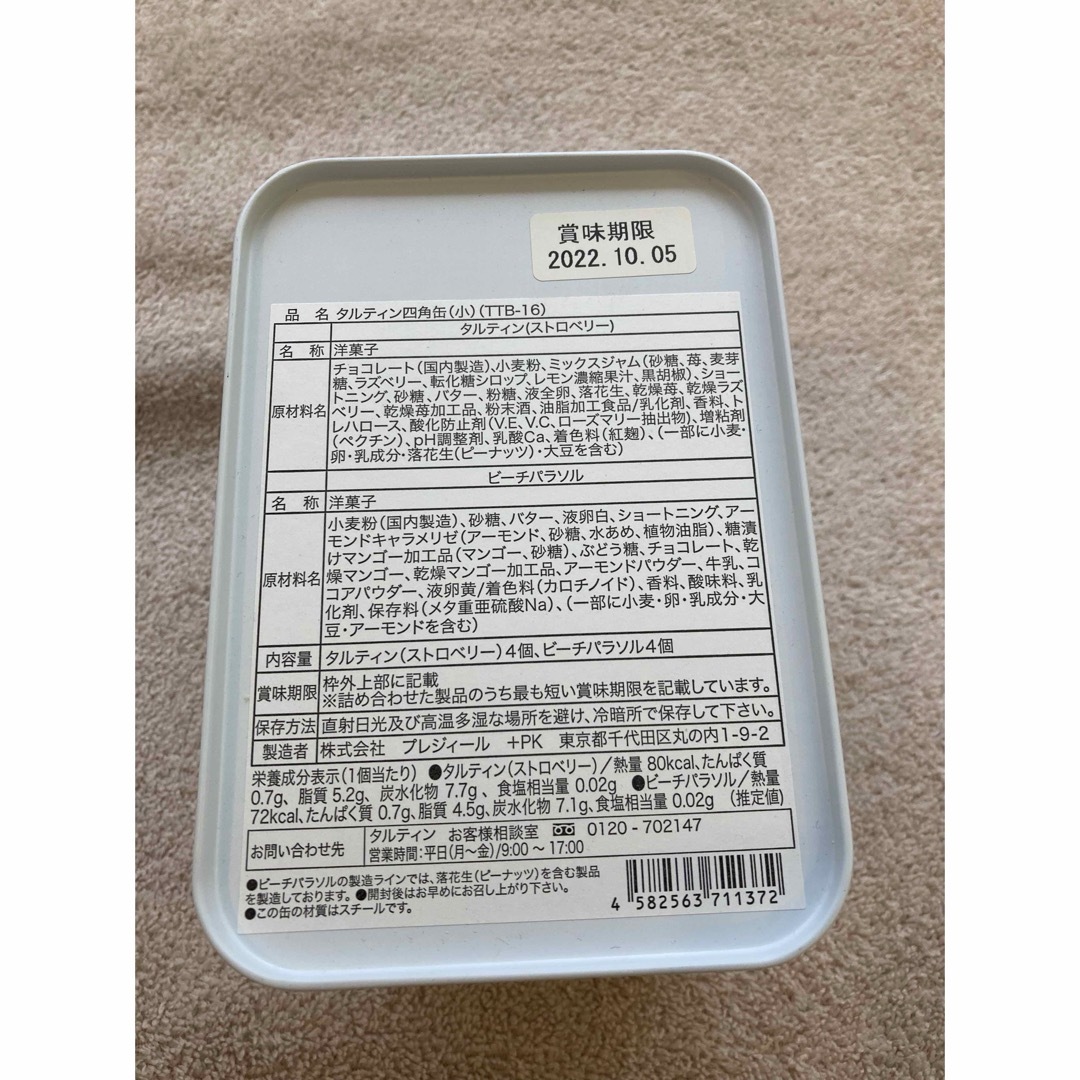 賞味期限
2022.10.05
品 名 タルティン四角缶(小)(TTB-16)
タルティン(ストロベリー)
名 称 洋菓子
原材料名
チョコレート(国内製造)、小麦粉、ミックスジャム(砂糖、苺、麦芽
糖、ラズベリー、転化糖シロップ、レモン濃縮果汁、黒胡椒)、ショー
トニング、砂糖、バター、粉糖、液全卵、落花生、乾燥苺、乾燥ラズ
ベリー、乾燥苺加工品、粉末酒、油脂加工食品/乳化剤、香料、ト
レハロース、酸化防止剤(V.E、V.C、ローズマリー抽出物)、増粘剤
(ペクチン)、pH調整剤、乳酸Ca、着色料(紅麹)、(一部に小麦・
卵・乳成分・落花生(ピーナッツ)・大豆を含む)
ビーチパラソル
名 称 洋菓子
原材料名
小麦粉(国内製造)、砂糖、バター、液卵白、ショートニング、アー
モンドキャラメリゼ(アーモンド、砂糖、水あめ、植物油脂)、糖漬
けマンゴー加工品(マンゴー、砂糖)、ぶどう糖、チョコレート、乾
燥マンゴー、乾燥マンゴー加工品、アーモンドパウダー、牛乳、コ
コアパウダー、液卵黄/着色料(カロチノイド)、香料、酸味料、乳
化剤、保存料(メタ重亜硫酸Na)、(一部に小麦・卵・乳成分・大
豆・アーモンドを含む)
内容量 タルティン(ストロベリー)4個、ビーチパラソル4個
賞味期限 枠外上部に記載
※詰め合わせた製品のうち最も短い賞味期限を記載しています。
保存方法 直射日光及び高温多湿な場所を避け、冷暗所で保存して下さい。
製造者 株式会社 プレジィール +PK 東京都千代田区丸の内1-9-2
栄養成分表示(1個当たり) ●タルティン(ストロベリー)/熱量 80kcal、たんぱく質
0.7g、脂質 5.2g、炭水化物 7.7g、食塩相当量 0.02g ●ビーチパラソル/熱量
72kcal、たんぱく質 0.7g、脂質 4.5g、炭水化物 7.1g、食塩相当量 0.02g (推定値)
お問い合わせ先
タルティン お客様相談室 0120-702147
営業時間:平日(月〜金)/9:00〜17:00
●ビーチパラソルの製造ラインでは、落花生(ピーナッツ)を含む製品
を製造しております。●開封後はお早めにお召し上がり下さい。
●この缶の材質はスチールです。
4 582563 711372